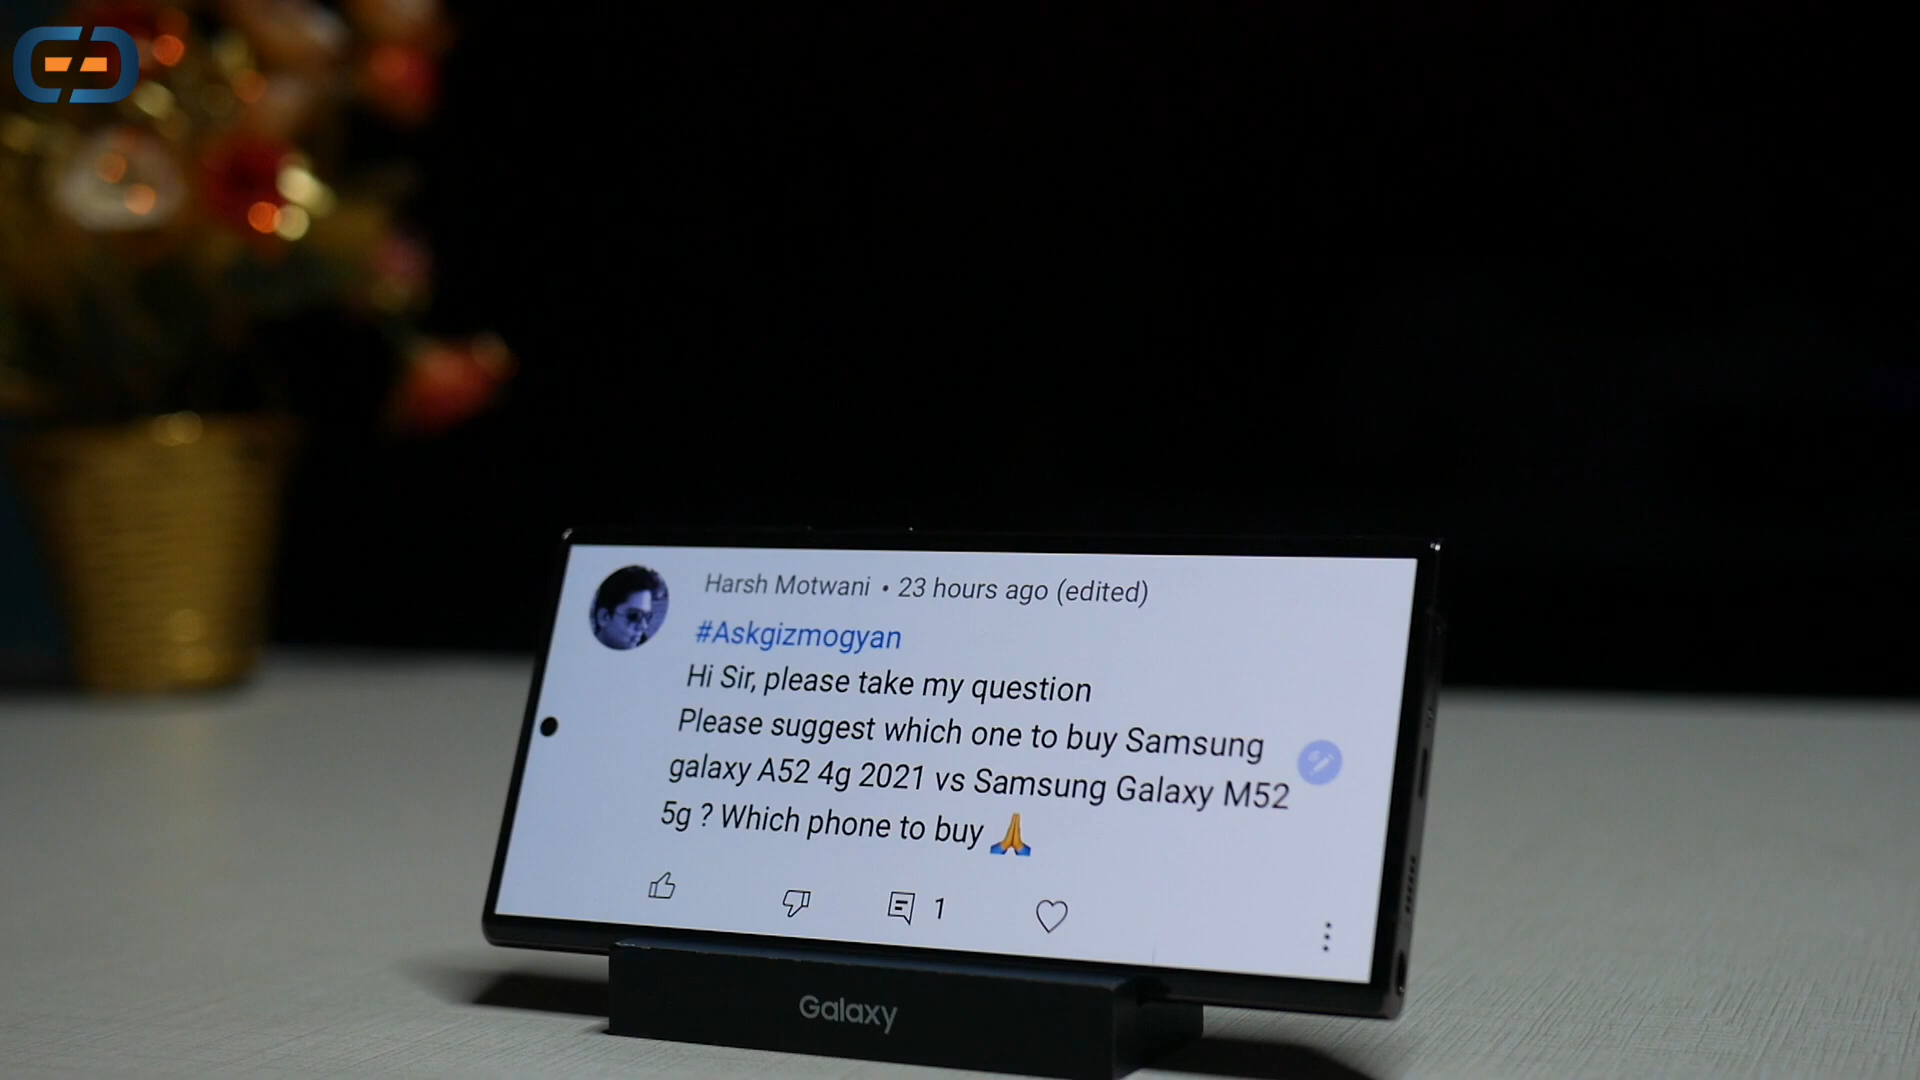 Harsh Motwani • 23 hours ago (edited)
#Askgizmogyan
Hi Sir, please take my question
Please suggest which one to buy Samsung
galaxy A52 4g 2021 vs Samsung Galaxy M52
5g ? Which phone to buy 🙏
1
Galaxy